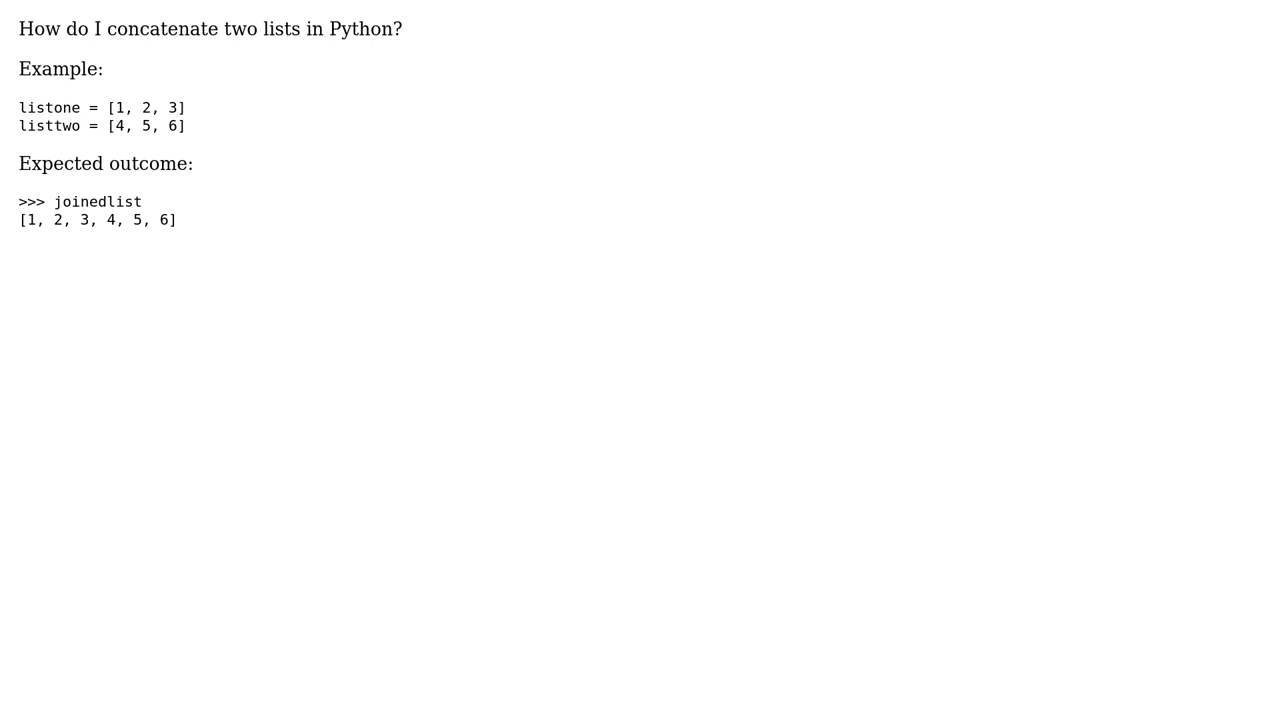 How do I concatenate two lists in Python?
Example:
listone = [1, 2, 3]
listtwo = [4, 5, 6]
Expected outcome:
>>> joinedlist
[1, 2, 3, 4, 5, 6]